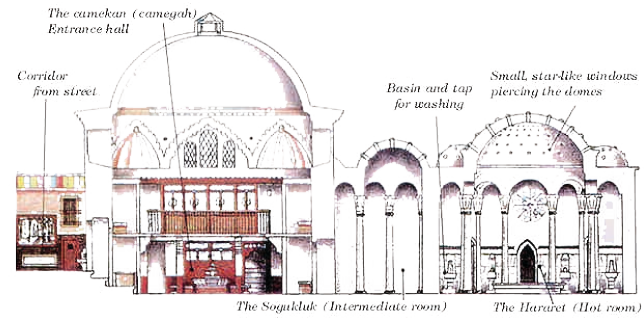 The camekan (camegah)
Entrance hall
Corridor
from street
Basin and tap
for washing
Small, star-like windows
piercing the domes
The Sogukluk (Intermediate room)
The Hararet (Hot room)